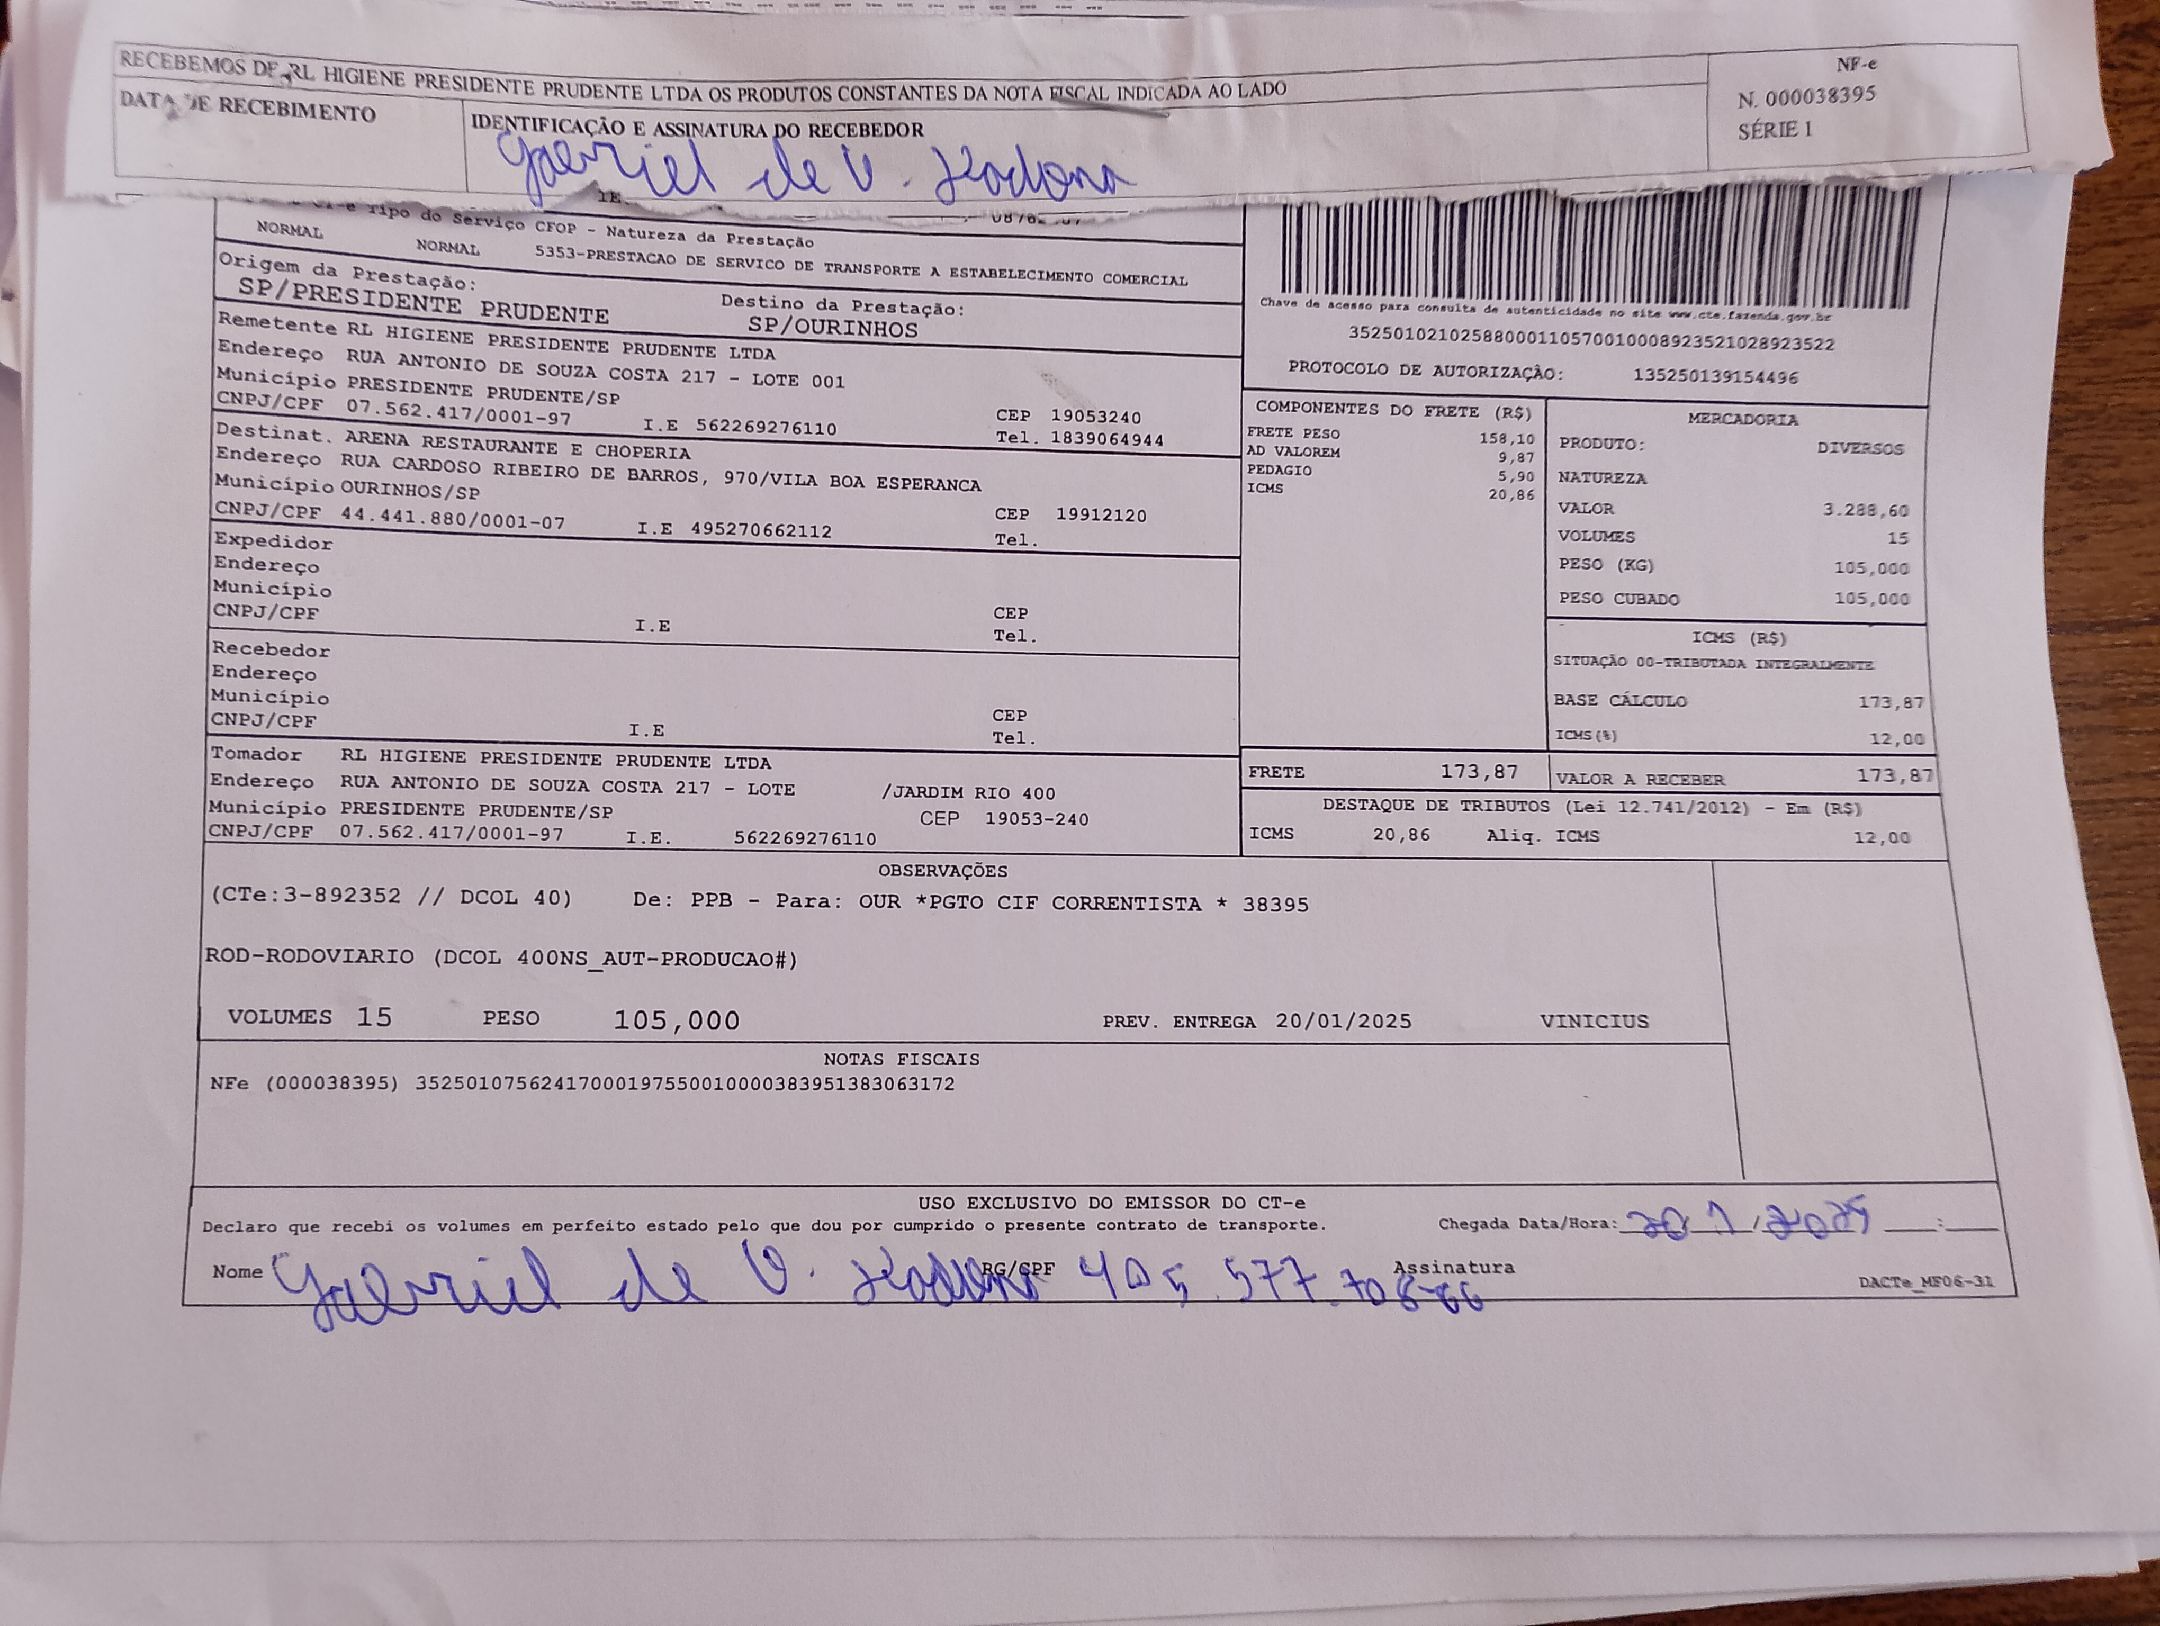 RECEBEMOS DE RL HIGIENE PRESIDENTE PRUDENTE LTDA OS PRODUTOS CONSTANTES DA NOTA FISCAL INDICADA AO LADO
NF-e
N. 000038395
SÉRIE 1
DATA DE RECEBIMENTO
IDENTIFICAÇÃO E ASSINATURA DO RECEBEDOR
Gabriel de V.
Tipo do Serviço CFOP - Natureza da Prestação
NORMAL NORMAL 5353-PRESTACAO DE SERVICO DE TRANSPORTE A ESTABELECIMENTO COMERCIAL
Origem da Prestação: Destino da Prestação:
SP/PRESIDENTE PRUDENTE SP/OURINHOS
Remetente RL HIGIENE PRESIDENTE PRUDENTE LTDA
Endereço RUA ANTONIO DE SOUZA COSTA 217 - LOTE 001
Município PRESIDENTE PRUDENTE/SP CEP 19053240
CNPJ/CPF 07.562.417/0001-97 I.E 562269276110 Tel. 1839064944
Destinat. ARENA RESTAURANTE E CHOPERIA
Endereço RUA CARDOSO RIBEIRO DE BARROS, 970/VILA BOA ESPERANCA
Município OURINHOS/SP CEP 19912120
CNPJ/CPF 44.441.880/0001-07 I.E 495270662112 Tel.
Expedidor
Endereço
Município CEP
CNPJ/CPF I.E Tel.
Recebedor
Endereço
Município CEP
CNPJ/CPF I.E Tel.
Tomador RL HIGIENE PRESIDENTE PRUDENTE LTDA
Endereço RUA ANTONIO DE SOUZA COSTA 217 - LOTE /JARDIM RIO 400
Município PRESIDENTE PRUDENTE/SP CEP 19053-240
CNPJ/CPF 07.562.417/0001-97 I.E. 562269276110
Chave de acesso para consulta de autenticidade no site www.cte.fazenda.gov.br
35250102102588000110570010008923521028923522
PROTOCOLO DE AUTORIZAÇÃO: 135250139154496
COMPONENTES DO FRETE (R$)
FRETE PESO 158,10
AD VALOREM 9,87
PEDAGIO 5,90
ICMS 20,86
MERCADORIA
PRODUTO: DIVERSOS
NATUREZA
VALOR 3.288,60
VOLUMES 15
PESO (KG) 105,000
PESO CUBADO 105,000
ICMS (R$)
SITUAÇÃO 00-TRIBUTADA INTEGRALMENTE
BASE CÁLCULO 173,87
ICMS(%) 12,00
FRETE 173,87 VALOR A RECEBER 173,87
DESTAQUE DE TRIBUTOS (Lei 12.741/2012) - Em (R$)
ICMS 20,86 Aliq. ICMS 12,00
OBSERVAÇÕES
(CTe:3-892352 // DCOL 40) De: PPB - Para: OUR *PGTO CIF CORRENTISTA * 38395
ROD-RODOVIARIO (DCOL 400NS_AUT-PRODUCAO#)
VOLUMES 15 PESO 105,000 PREV. ENTREGA 20/01/2025 VINICIUS
NOTAS FISCAIS
NFe (000038395) 35250107562417000197550010000383951383063172
USO EXCLUSIVO DO EMISSOR DO CT-e
Declaro que recebi os volumes em perfeito estado pelo que dou por cumprido o presente contrato de transporte. Chegada Data/Hora: 20 1 / 2025 :
Nome Gabriel de V. RG/CPF 405.577.708-66 Assinatura
DACTe_MF06-31